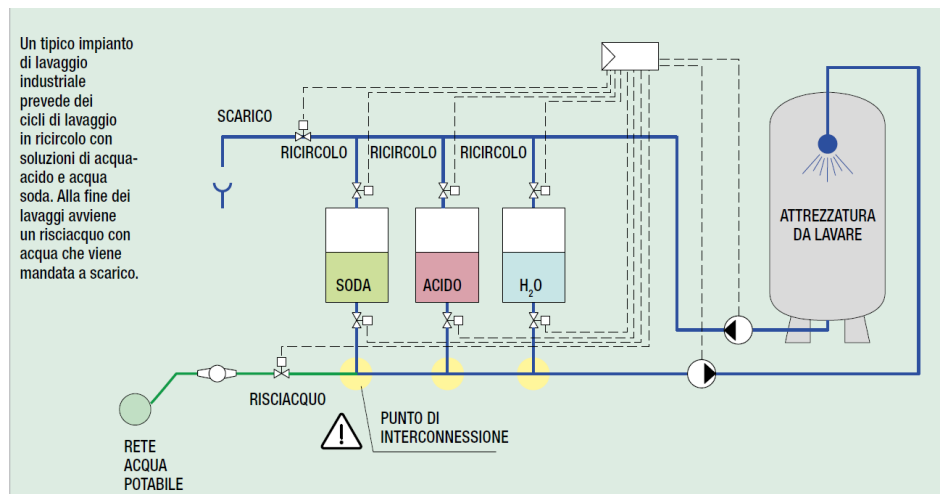 Un tipico impianto
di lavaggio
industriale
prevede dei
cicli di lavaggio
in ricircolo con
soluzioni di acqua-
acido e acqua
soda. Alla fine dei
lavaggi avviene
un risciacquo con
acqua che viene
mandata a scarico.
SCARICO
RICIRCOLO RICIRCOLO RICIRCOLO
ATTREZZATURA
DA LAVARE
SODA ACIDO H₂O
RISCIACQUO
PUNTO DI
INTERCONNESSIONE
RETE
ACQUA
POTABILE